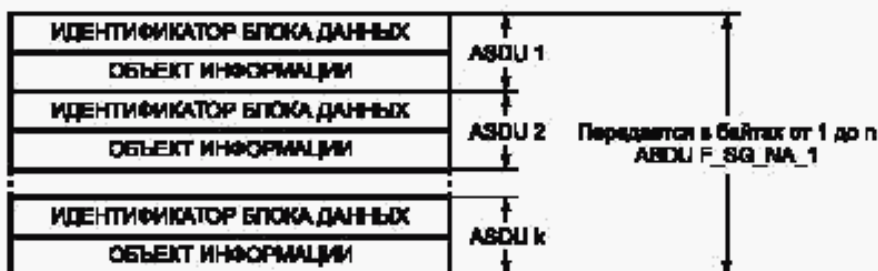 ИДЕНТИФИКАТОР БЛОКА ДАННЫХ
ОБЪЕКТ ИНФОРМАЦИИ
ASDU 1
ИДЕНТИФИКАТОР БЛОКА ДАННЫХ
ОБЪЕКТ ИНФОРМАЦИИ
ASDU 2
Передается в байтах от 1 до n
ASDU F_SG_NA_1
ИДЕНТИФИКАТОР БЛОКА ДАННЫХ
ОБЪЕКТ ИНФОРМАЦИИ
ASDU k